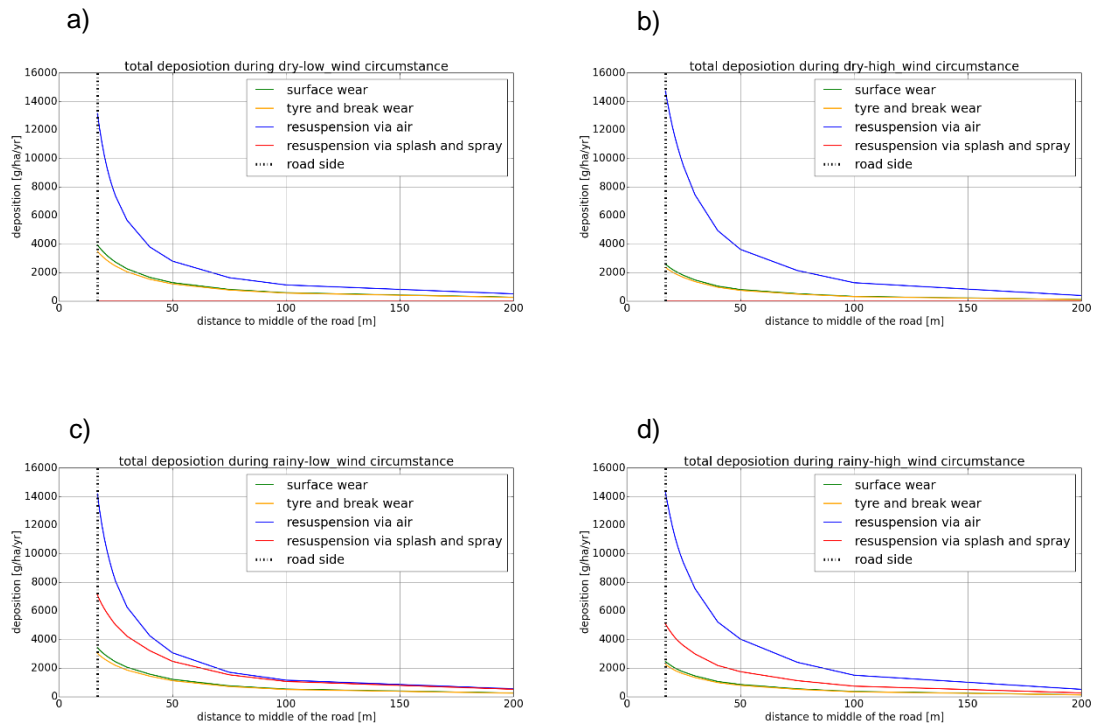 a)
total deposiotion during dry-low_wind circumstance
16000
14000
12000
10000
8000
6000
4000
2000
0
deposition [g/ha/yr]
surface wear
tyre and break wear
resuspension via air
resuspension via splash and spray
road side
0 50 100 150 200
distance to middle of the road [m]
b)
total deposiotion during dry-high_wind circumstance
16000
14000
12000
10000
8000
6000
4000
2000
0
deposition [g/ha/yr]
surface wear
tyre and break wear
resuspension via air
resuspension via splash and spray
road side
0 50 100 150 200
distance to middle of the road [m]
c)
total deposiotion during rainy-low_wind circumstance
16000
14000
12000
10000
8000
6000
4000
2000
0
deposition [g/ha/yr]
surface wear
tyre and break wear
resuspension via air
resuspension via splash and spray
road side
0 50 100 150 200
distance to middle of the road [m]
d)
total deposiotion during rainy-high_wind circumstance
16000
14000
12000
10000
8000
6000
4000
2000
0
deposition [g/ha/yr]
surface wear
tyre and break wear
resuspension via air
resuspension via splash and spray
road side
0 50 100 150 200
distance to middle of the road [m]